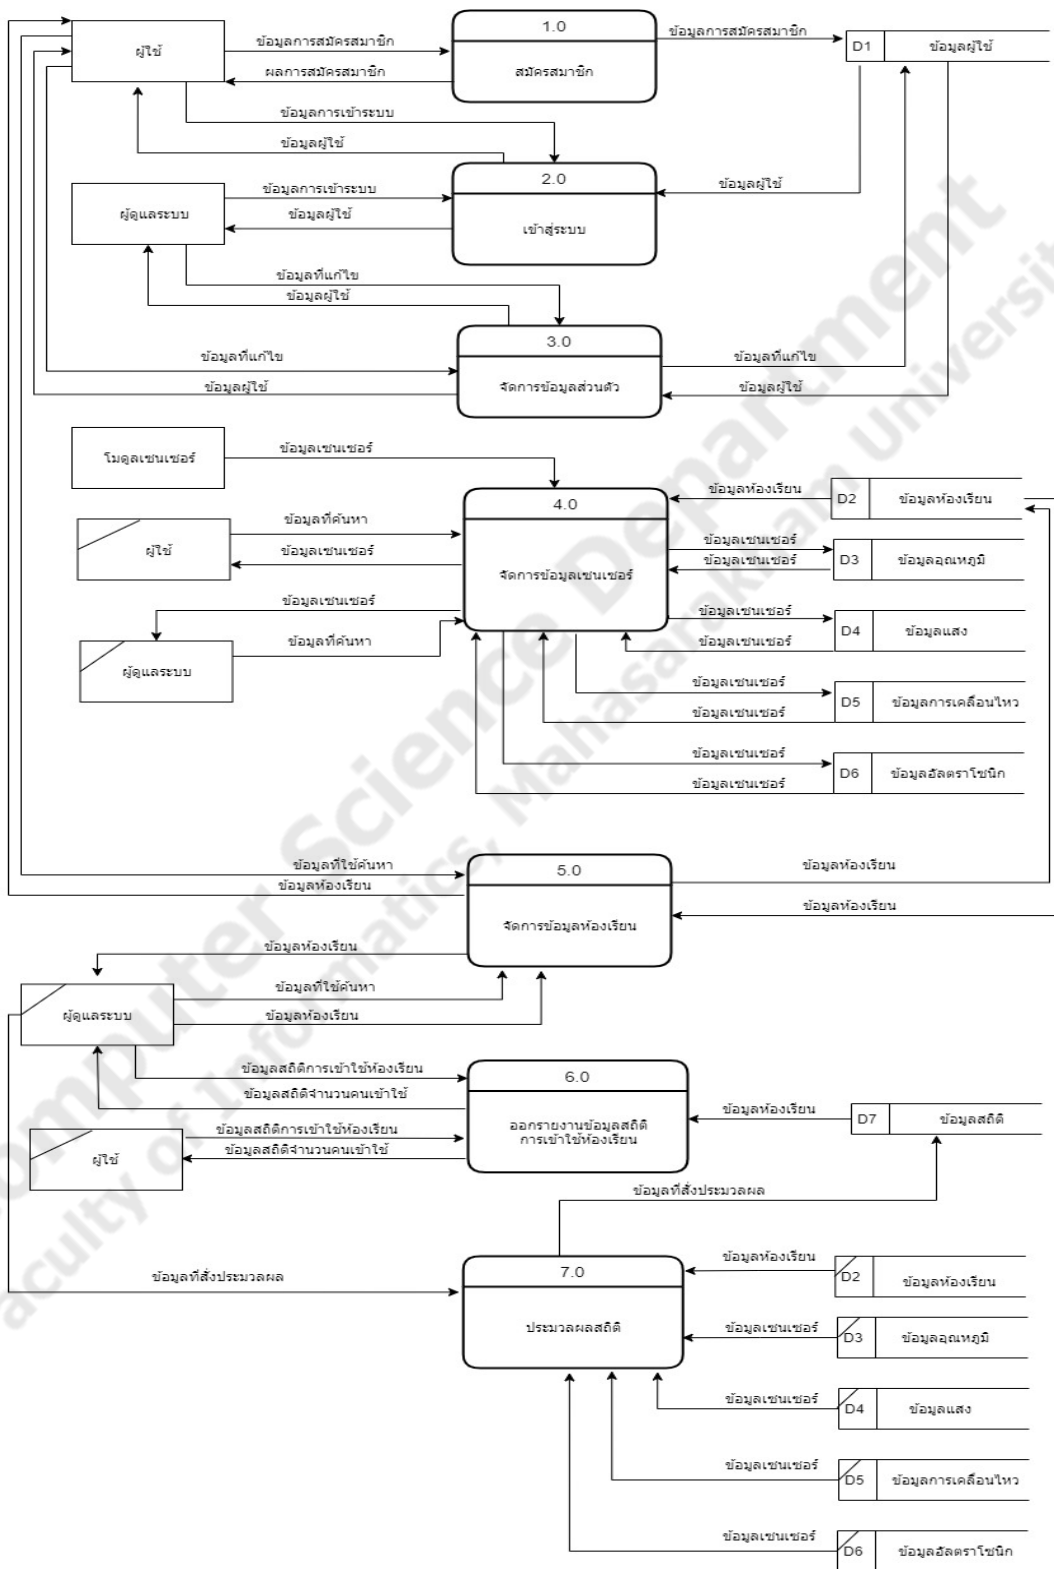 ผู้ใช้
ข้อมูลการสมัครสมาชิก
ผลการสมัครสมาชิก
1.0
สมัครสมาชิก
ข้อมูลการสมัครสมาชิก
D1
ข้อมูลผู้ใช้
ข้อมูลการเข้าระบบ
ข้อมูลผู้ใช้
ผู้ดูแลระบบ
ข้อมูลการเข้าระบบ
ข้อมูลผู้ใช้
2.0
เข้าสู่ระบบ
ข้อมูลผู้ใช้
ข้อมูลที่แก้ไข
ข้อมูลผู้ใช้
ข้อมูลที่แก้ไข
ข้อมูลผู้ใช้
3.0
จัดการข้อมูลส่วนตัว
ข้อมูลที่แก้ไข
ข้อมูลผู้ใช้
โมดูลเซนเซอร์
ข้อมูลเซนเซอร์
ผู้ใช้
ข้อมูลที่ค้นหา
ข้อมูลเซนเซอร์
ผู้ดูแลระบบ
ข้อมูลเซนเซอร์
ข้อมูลที่ค้นหา
4.0
จัดการข้อมูลเซนเซอร์
ข้อมูลห้องเรียน
D2
ข้อมูลห้องเรียน
ข้อมูลเซนเซอร์
ข้อมูลเซนเซอร์
D3
ข้อมูลอุณหภูมิ
ข้อมูลเซนเซอร์
ข้อมูลเซนเซอร์
D4
ข้อมูลแสง
ข้อมูลเซนเซอร์
ข้อมูลเซนเซอร์
D5
ข้อมูลการเคลื่อนไหว
ข้อมูลเซนเซอร์
ข้อมูลเซนเซอร์
D6
ข้อมูลอัลตราโซนิก
ข้อมูลที่ใช้ค้นหา
ข้อมูลห้องเรียน
5.0
จัดการข้อมูลห้องเรียน
ข้อมูลห้องเรียน
ข้อมูลห้องเรียน
ข้อมูลห้องเรียน
ผู้ดูแลระบบ
ข้อมูลที่ใช้ค้นหา
ข้อมูลห้องเรียน
ข้อมูลสถิติการเข้าใช้ห้องเรียน
ข้อมูลสถิติจำนวนคนเข้าใช้
ผู้ใช้
ข้อมูลสถิติการเข้าใช้ห้องเรียน
ข้อมูลสถิติจำนวนคนเข้าใช้
6.0
ออกรายงานข้อมูลสถิติ
การเข้าใช้ห้องเรียน
ข้อมูลห้องเรียน
D7
ข้อมูลสถิติ
ข้อมูลที่สั่งประมวลผล
ข้อมูลที่สั่งประมวลผล
7.0
ประมวลผลสถิติ
ข้อมูลห้องเรียน
D2
ข้อมูลห้องเรียน
ข้อมูลเซนเซอร์
D3
ข้อมูลอุณหภูมิ
ข้อมูลเซนเซอร์
D4
ข้อมูลแสง
ข้อมูลเซนเซอร์
D5
ข้อมูลการเคลื่อนไหว
ข้อมูลเซนเซอร์
D6
ข้อมูลอัลตราโซนิก
omputer Science Department
aculty of Informatics, Mahasarakham Universit